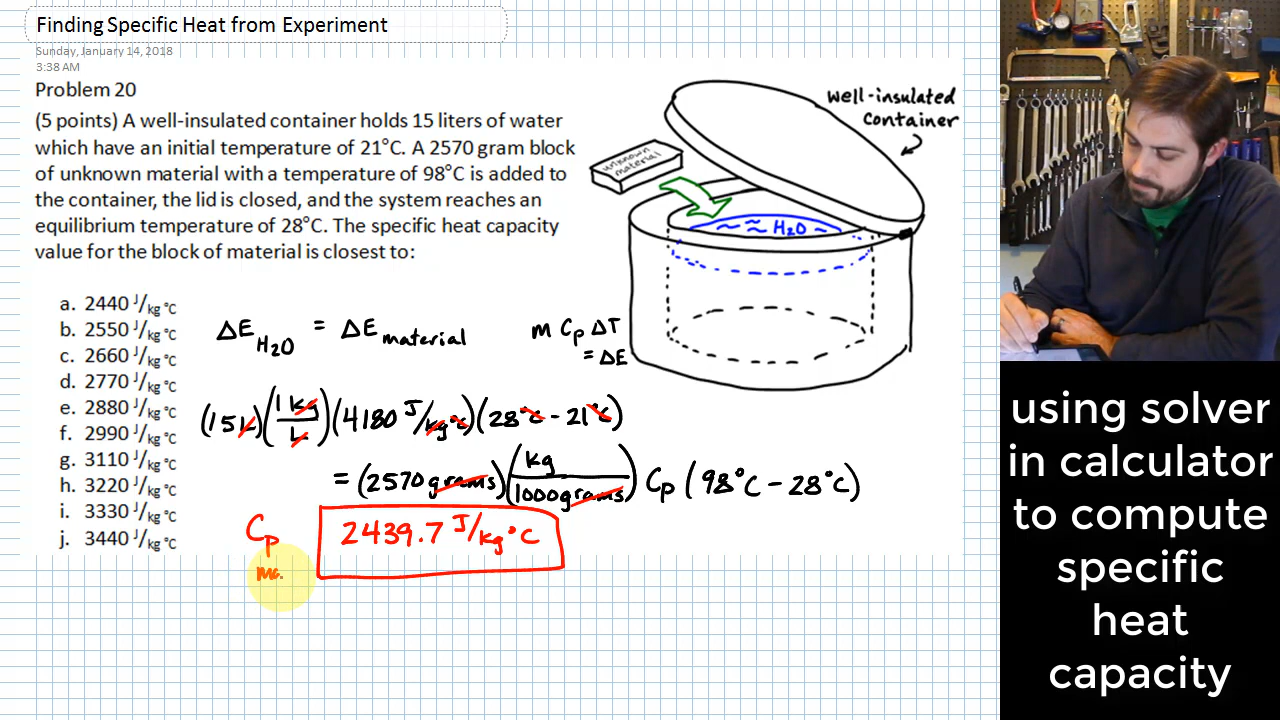 Finding Specific Heat from Experiment
Sunday, January 14, 2018
3:38 AM
Problem 20
(5 points) A well-insulated container holds 15 liters of water
which have an initial temperature of 21°C. A 2570 gram block
of unknown material with a temperature of 98°C is added to
the container, the lid is closed, and the system reaches an
equilibrium temperature of 28°C. The specific heat capacity
value for the block of material is closest to:
well-insulated
container
unknown
material
≈ ≈ H2O ~ ~
a. 2440 J/kg °C
b. 2550 J/kg °C
c. 2660 J/kg °C
d. 2770 J/kg °C
e. 2880 J/kg °C
f. 2990 J/kg °C
g. 3110 J/kg °C
h. 3220 J/kg °C
i. 3330 J/kg °C
j. 3440 J/kg °C
ΔE H2O = ΔE material
m Cp ΔT
= ΔE
(15 L)(1 kg/L)(4180 J/kg°C)(28°C - 21°C)
= (2570 grams)(kg/1000 grams) Cp (98°C - 28°C)
Cp 2439.7 J/kg°C
using solver
in calculator
to compute
specific
heat
capacity